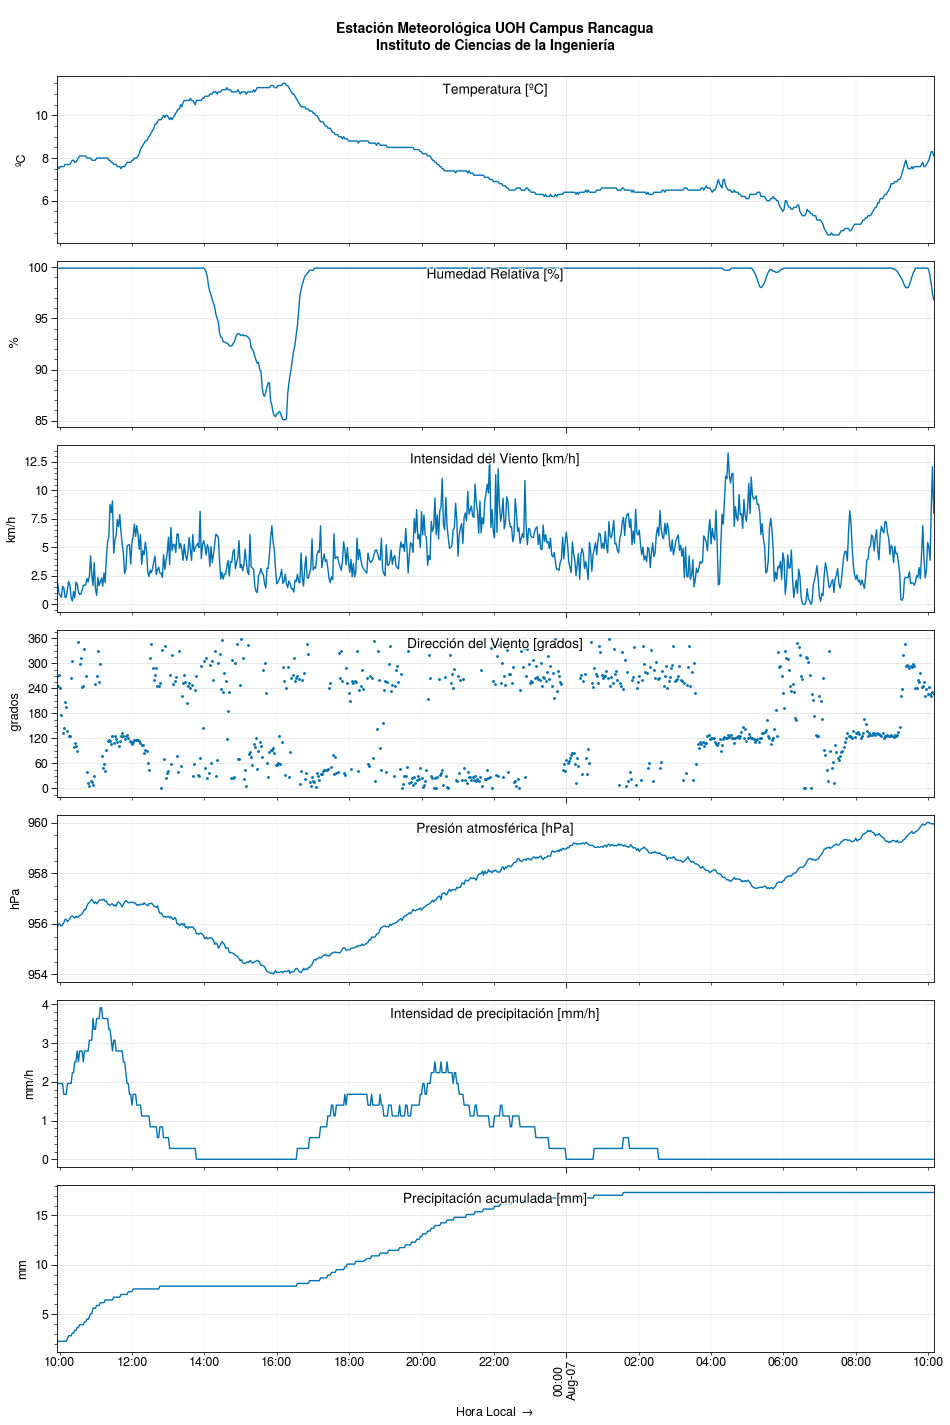 Estación Meteorológica UOH Campus Rancagua
Instituto de Ciencias de la Ingeniería
Temperatura [ºC]
ºC
10
8
6
Humedad Relativa [%]
%
100
95
90
85
Intensidad del Viento [km/h]
km/h
12.5
10
7.5
5
2.5
0
Dirección del Viento [grados]
grados
360
300
240
180
120
60
0
Presión atmosférica [hPa]
hPa
960
958
956
954
Intensidad de precipitación [mm/h]
mm/h
4
3
2
1
0
Precipitación acumulada [mm]
mm
15
10
5
10:00 12:00 14:00 16:00 18:00 20:00 22:00 00:00 02:00 04:00 06:00 08:00 10:00
Aug-07
Hora Local →